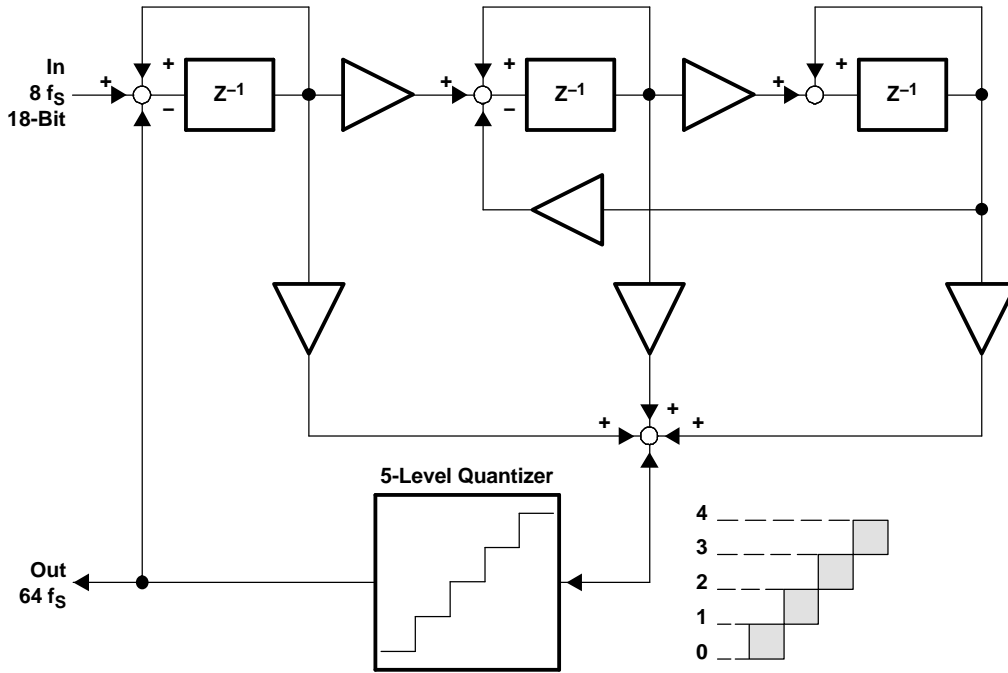 In
8 fS
18-Bit
+
+
−
Z−1
+
+
−
Z−1
+
+
Z−1
+
+
+
5-Level Quantizer
4
3
2
1
0
Out
64 fS